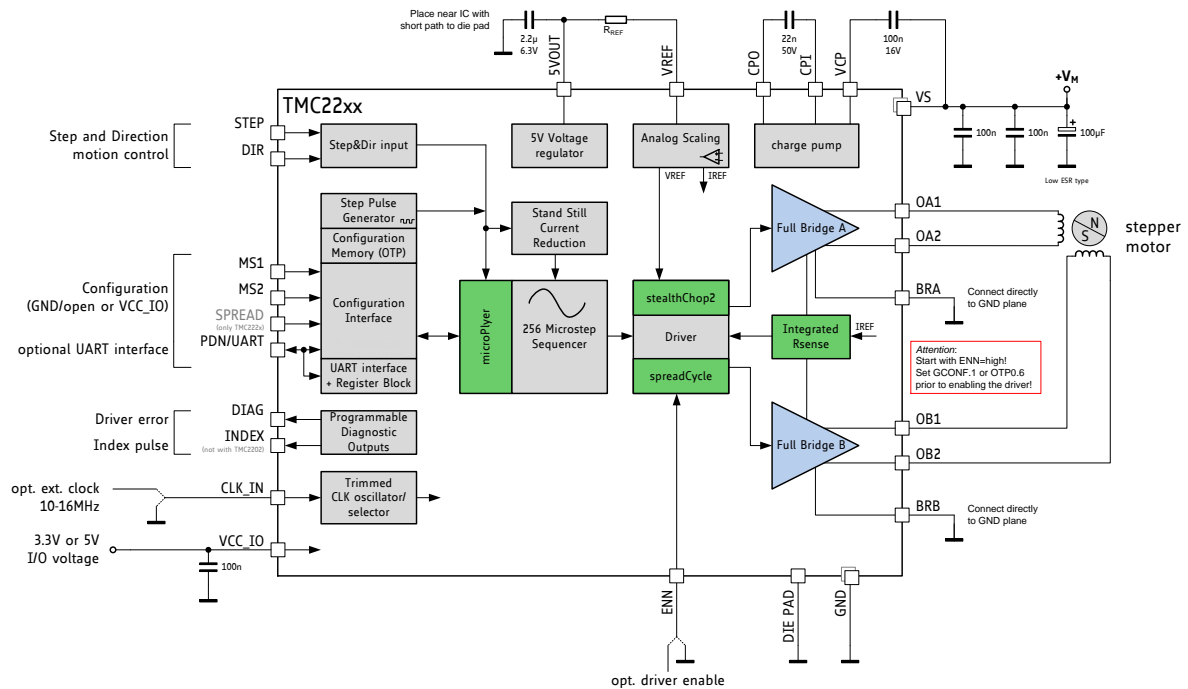 Place near IC with
short path to die pad
2.2µ
6.3V
5VOUT
RREF
VREF
CPO
22n
50V
CPI
VCP
100n
16V
+VM
VS
100n
100n
+
100µF
Low ESR type
TMC22xx
Step and Direction
motion control
STEP
DIR
Step&Dir input
5V Voltage
regulator
Analog Scaling
VREF
IREF
charge pump
Step Pulse
Generator
Configuration
Memory (OTP)
Stand Still
Current
Reduction
Full Bridge A
OA1
OA2
N
S
stepper
motor
Configuration
(GND/open or VCC_IO)
optional UART interface
MS1
MS2
SPREAD
(only TMC222x)
PDN/UART
Configuration
Interface
UART interface
+ Register Block
microPlyer
256 Microstep
Sequencer
stealthChop2
Driver
spreadCycle
Integrated
Rsense
IREF
BRA
Connect directly
to GND plane
Attention:
Start with ENN=high!
Set GCONF.1 or OTP0.6
prior to enabling the driver!
Driver error
Index pulse
DIAG
INDEX
(not with TMC2202)
Programmable
Diagnostic
Outputs
Full Bridge B
OB1
OB2
opt. ext. clock
10-16MHz
CLK_IN
Trimmed
CLK oscillator/
selector
BRB
Connect directly
to GND plane
3.3V or 5V
I/O voltage
VCC_IO
100n
ENN
DIE PAD
GND
opt. driver enable